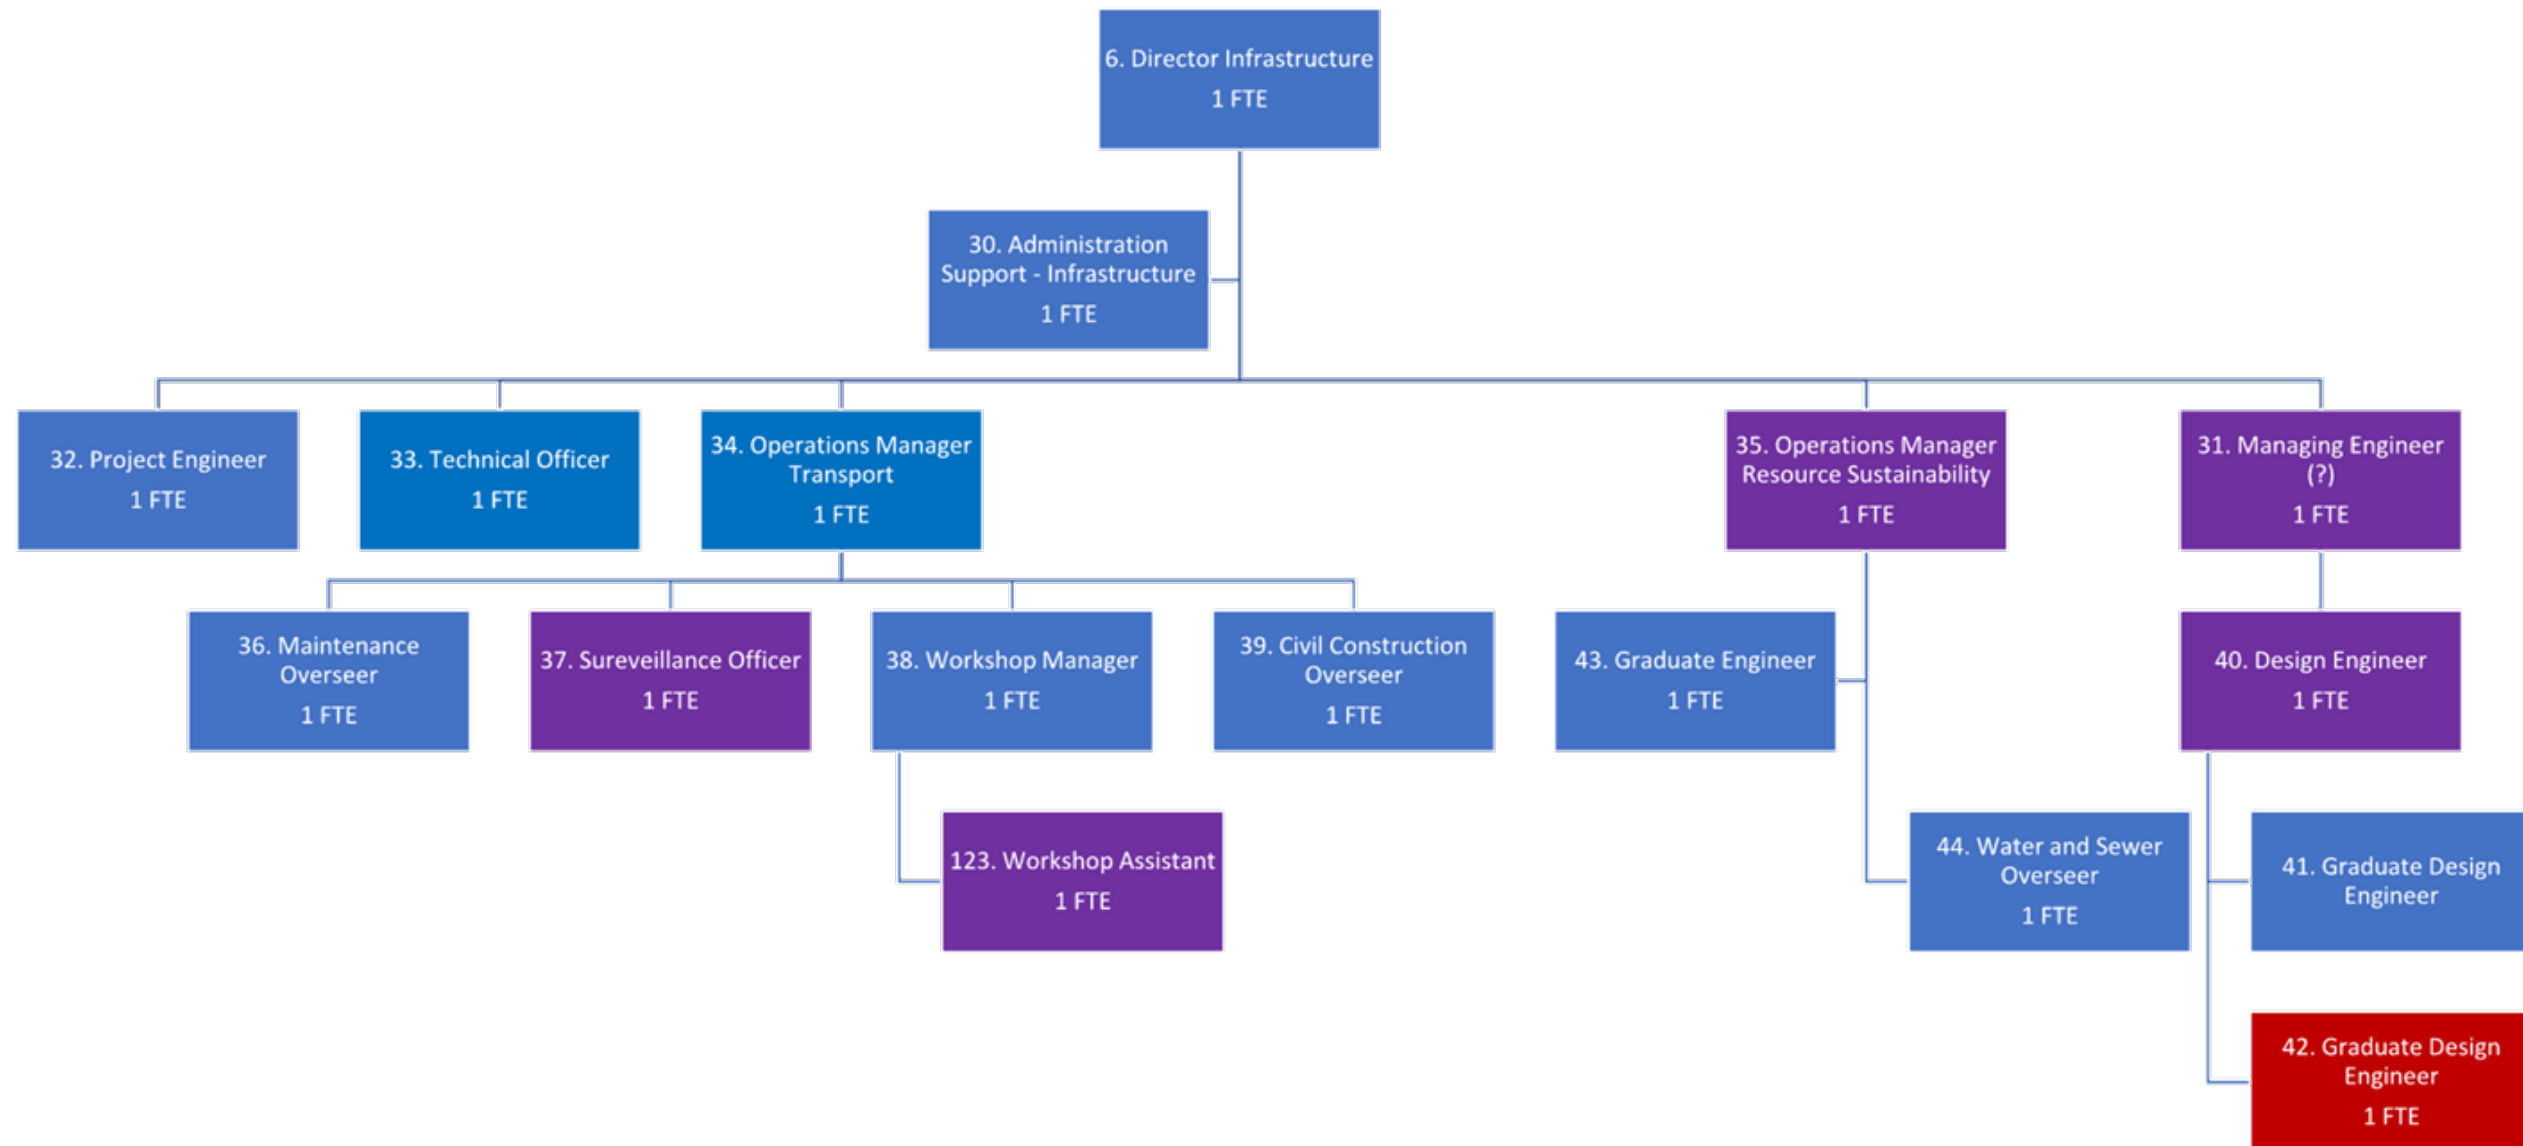 6. Director Infrastructure
1 FTE
30. Administration
Support - Infrastructure
1 FTE
32. Project Engineer
1 FTE
33. Technical Officer
1 FTE
34. Operations Manager
Transport
1 FTE
35. Operations Manager
Resource Sustainability
1 FTE
31. Managing Engineer
(?)
1 FTE
36. Maintenance
Overseer
1 FTE
37. Sureveillance Officer
1 FTE
38. Workshop Manager
1 FTE
39. Civil Construction
Overseer
1 FTE
43. Graduate Engineer
1 FTE
40. Design Engineer
1 FTE
123. Workshop Assistant
1 FTE
44. Water and Sewer
Overseer
1 FTE
41. Graduate Design
Engineer
42. Graduate Design
Engineer
1 FTE